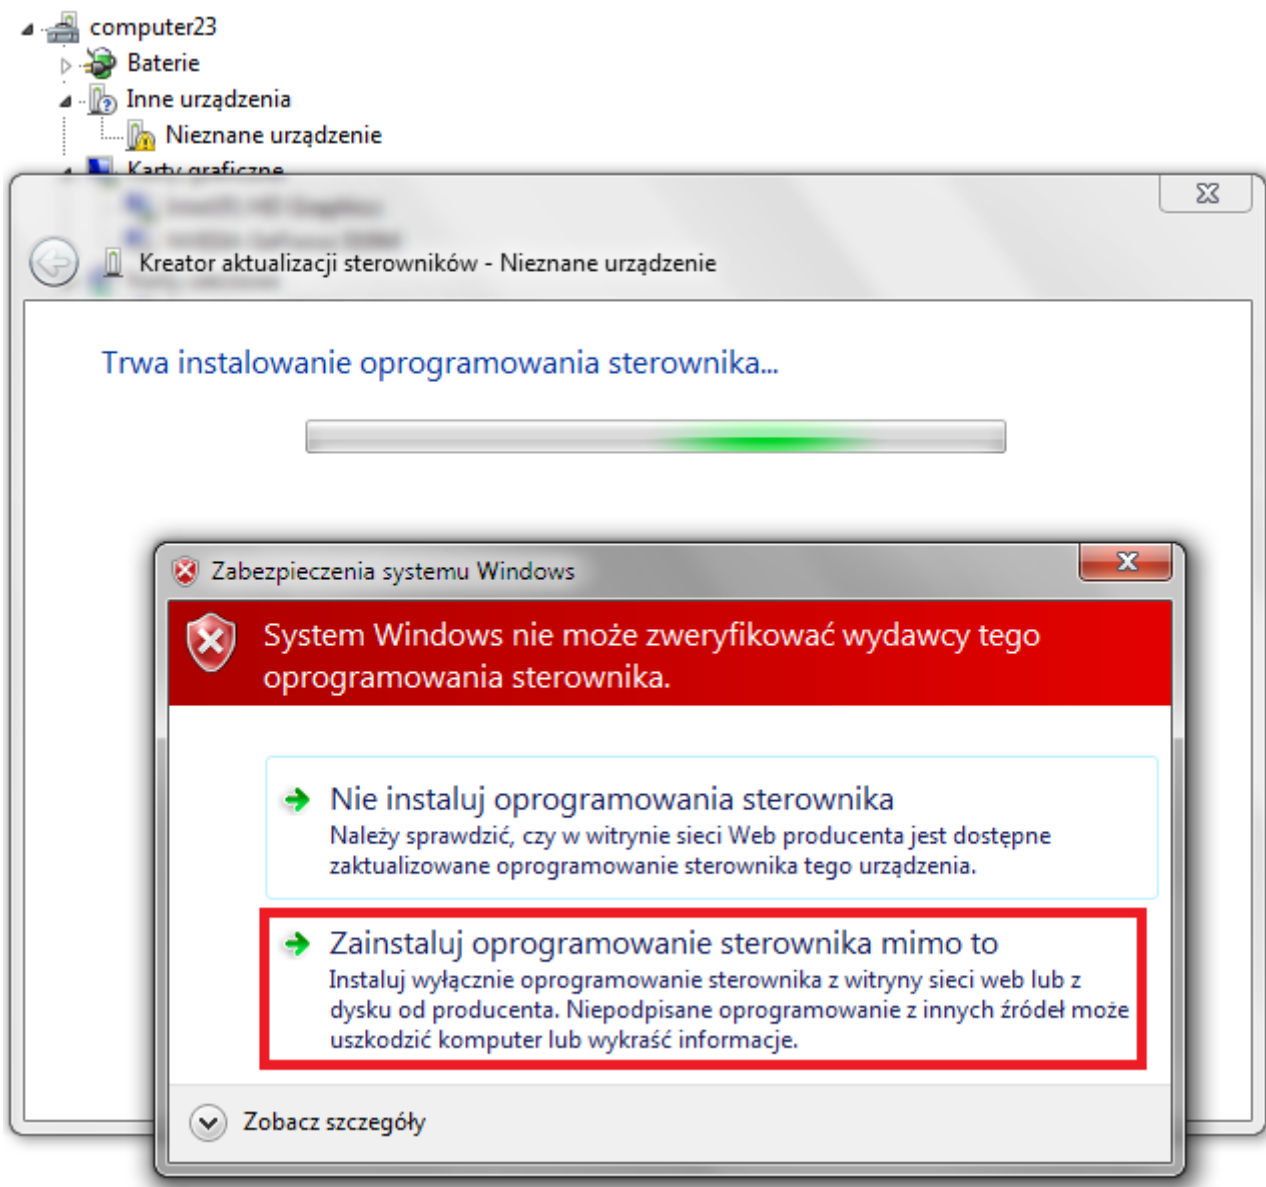 computer23
Baterie
Inne urządzenia
Nieznane urządzenie
Karty graficzne
Kreator aktualizacji sterowników - Nieznane urządzenie
Trwa instalowanie oprogramowania sterownika...
Zabezpieczenia systemu Windows
System Windows nie może zweryfikować wydawcy tego
oprogramowania sterownika.
Nie instaluj oprogramowania sterownika
Należy sprawdzić, czy w witrynie sieci Web producenta jest dostępne
zaktualizowane oprogramowanie sterownika tego urządzenia.
Zainstaluj oprogramowanie sterownika mimo to
Instaluj wyłącznie oprogramowanie sterownika z witryny sieci web lub z
dysku od producenta. Niepodpisane oprogramowanie z innych źródeł może
uszkodzić komputer lub wykraść informacje.
Zobacz szczegóły